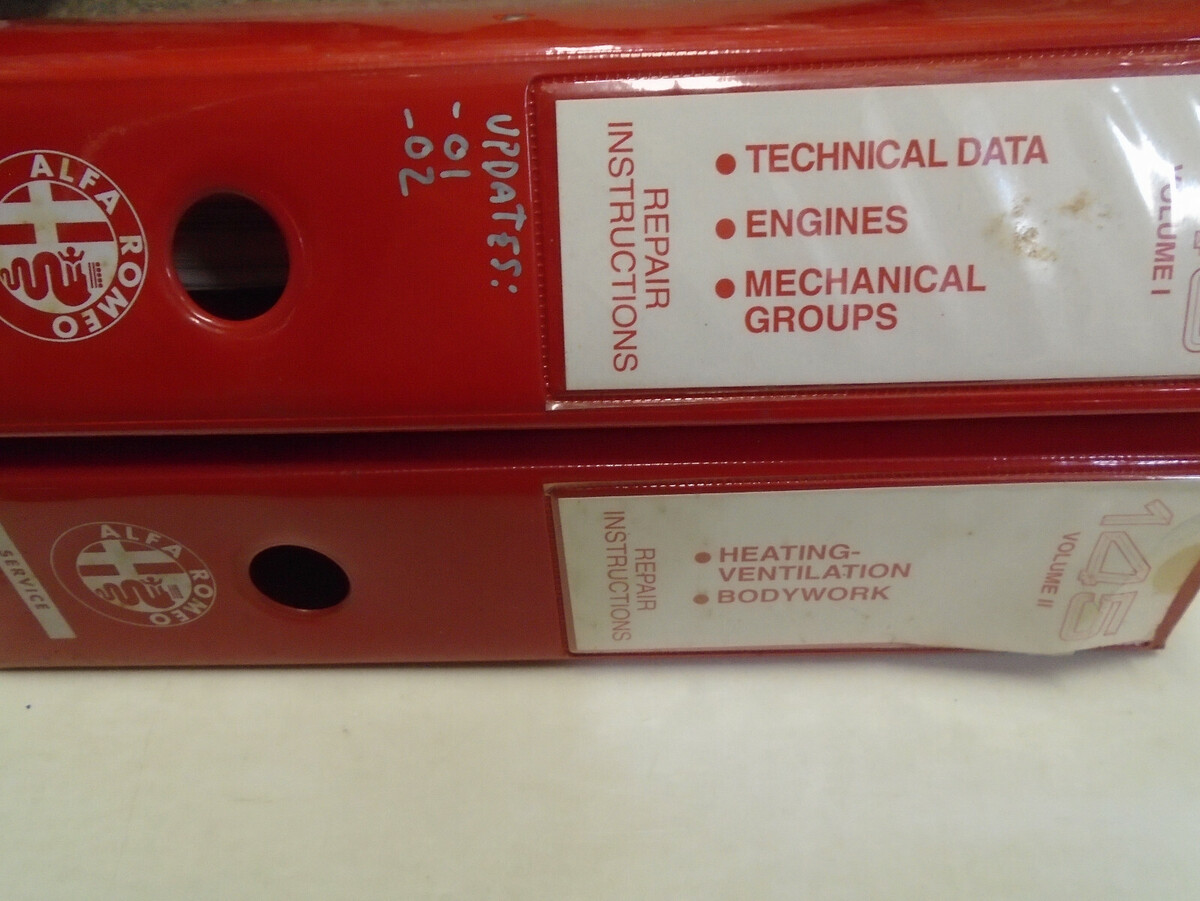 ALFA ROMEO
UPDATES:
-01
-02
REPAIR
INSTRUCTIONS
• TECHNICAL DATA
• ENGINES
• MECHANICAL
GROUPS
VOLUME I
SERVICE
ALFA ROMEO
REPAIR
INSTRUCTIONS
• HEATING-
VENTILATION
• BODYWORK
145
VOLUME II